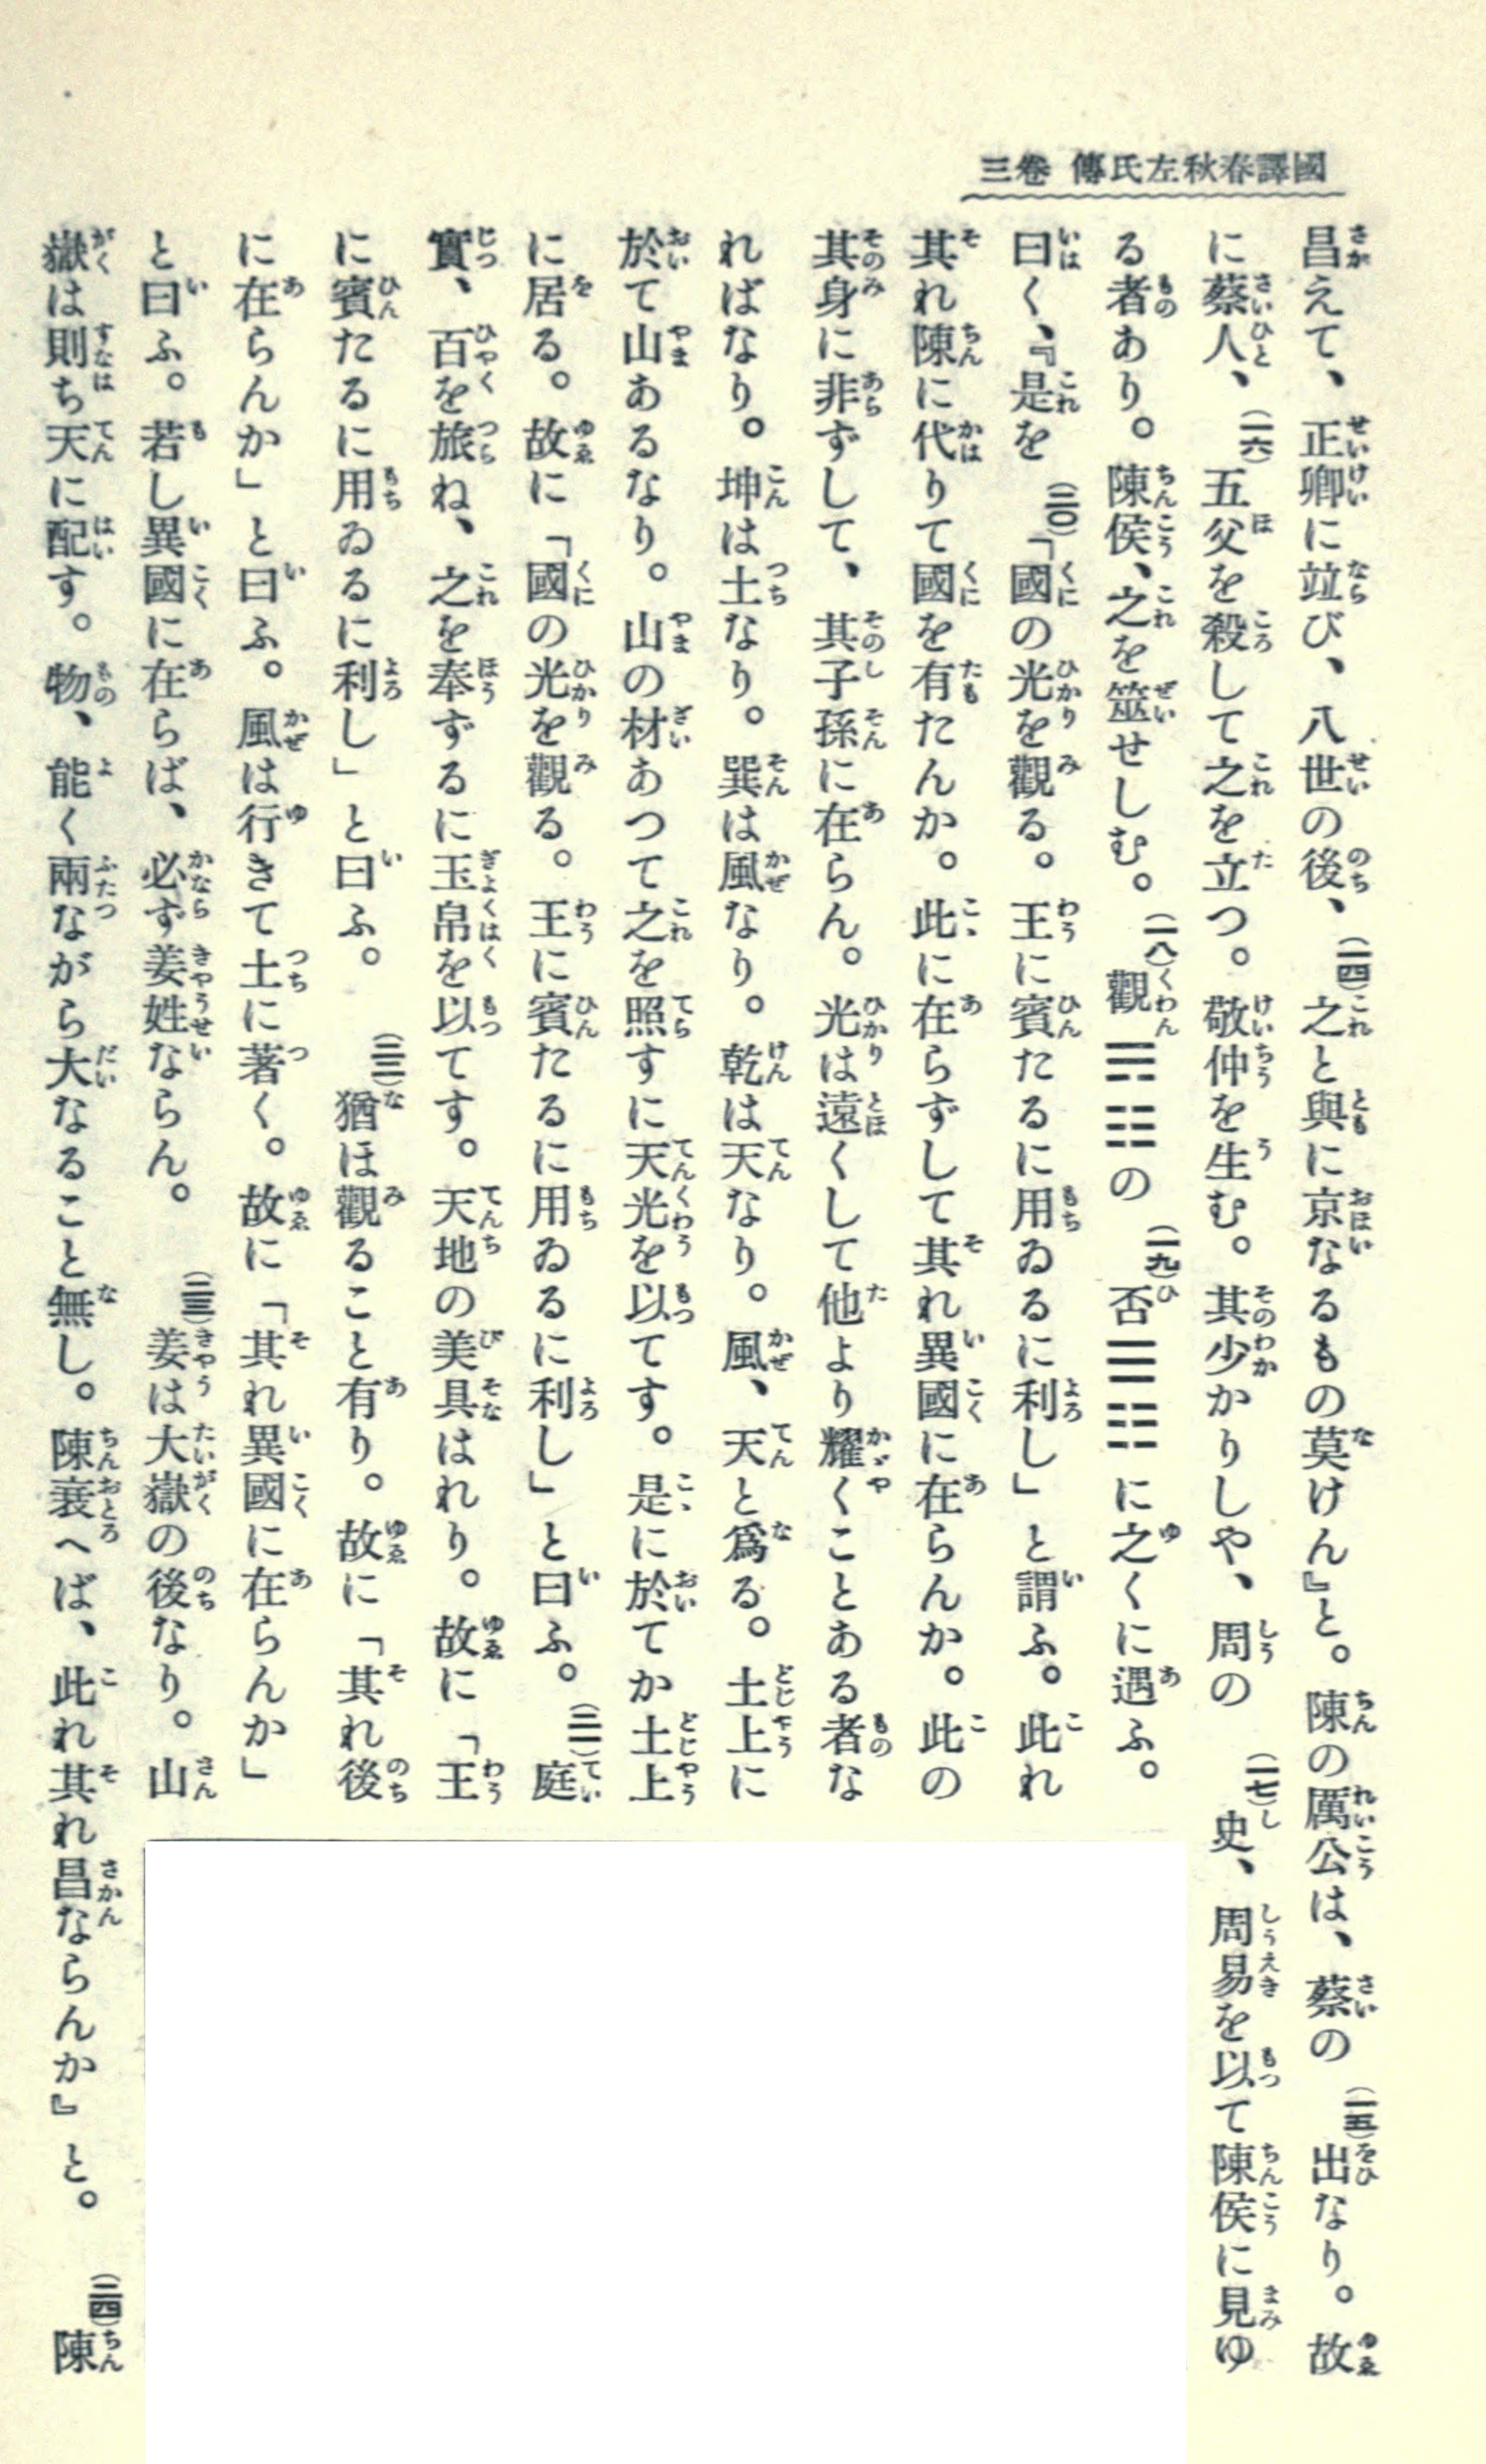 國譯春秋左氏傳 卷三
昌えて、正卿に竝び、八世の後、(一四)之と與に京なるもの莫けん』と。陳の厲公は、蔡の(一五)出なり。故
に蔡人、(一六)五父を殺して之を立つ。敬仲を生む。其少かりしや、周の(一七)史、周易を以て陳侯に見ゆ
る者あり。陳侯、之を筮せしむ。(一八)觀☴☷の(一九)否☰☷に之くに遇ふ。
曰く、『是を(二〇)「國の光を觀る。王に賓たるに用ゐるに利し」と謂ふ。此れ
其れ陳に代りて國を有たんか。此に在らずして其れ異國に在らんか。此の
其身に非ずして、其子孫に在らん。光は遠くして他より耀くことある者な
ればなり。坤は土なり。巽は風なり。乾は天なり。風、天と爲る。土上に
於て山あるなり。山の材あつて之を照すに天光を以てす。是に於てか土上
に居る。故に「國の光を觀る。王に賓たるに用ゐるに利し」と曰ふ。(二一)庭
實、百を旅ね、之を奉ずるに玉帛を以てす。天地の美具はれり。故に「王
に賓たるに用ゐるに利し」と曰ふ。(二二)猶ほ觀ること有り。故に「其れ後
に在らんか」と曰ふ。風は行きて土に著く。故に「其れ異國に在らんか」
と曰ふ。若し異國に在らば、必ず姜姓ならん。(二三)姜は大嶽の後なり。山
嶽は則ち天に配す。物、能く兩ながら大なること無し。陳衰へば、此れ其れ昌ならんか』と。(二四)陳